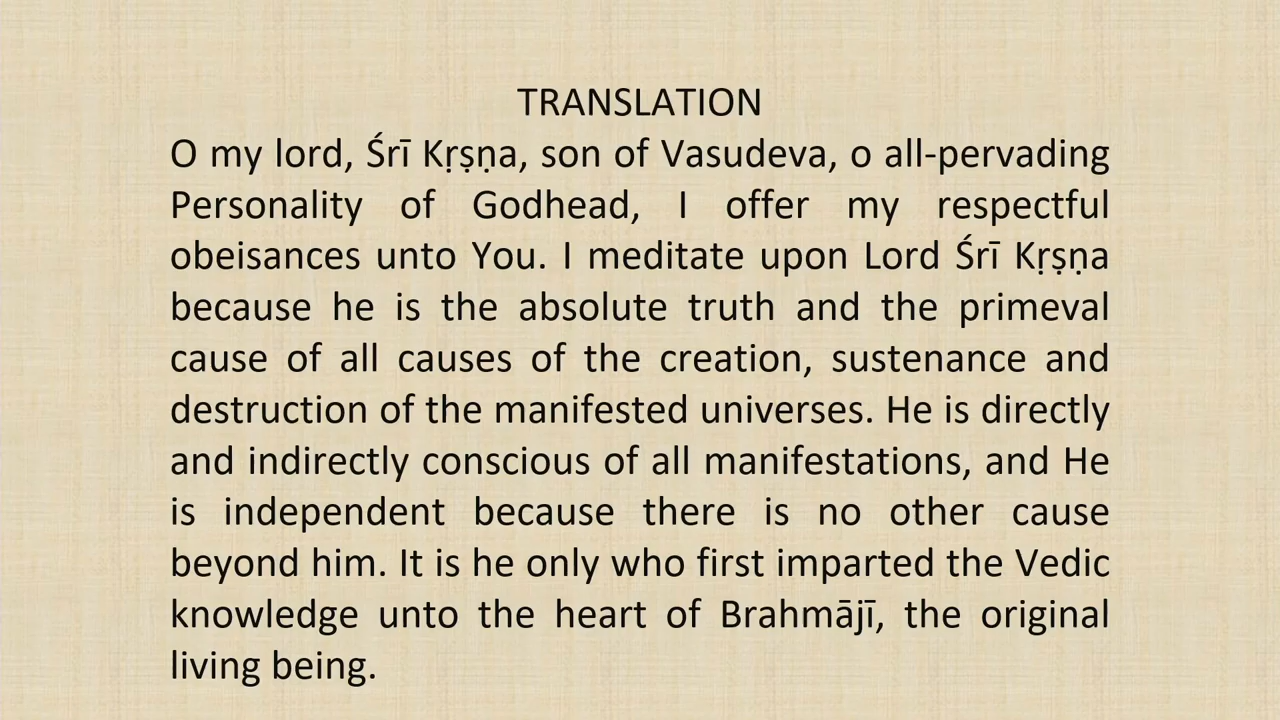 TRANSLATION
O my lord, Śrī Kṛṣṇa, son of Vasudeva, o all-pervading
Personality of Godhead, I offer my respectful
obeisances unto You. I meditate upon Lord Śrī Kṛṣṇa
because he is the absolute truth and the primeval
cause of all causes of the creation, sustenance and
destruction of the manifested universes. He is directly
and indirectly conscious of all manifestations, and He
is independent because there is no other cause
beyond him. It is he only who first imparted the Vedic
knowledge unto the heart of Brahmājī, the original
living being.